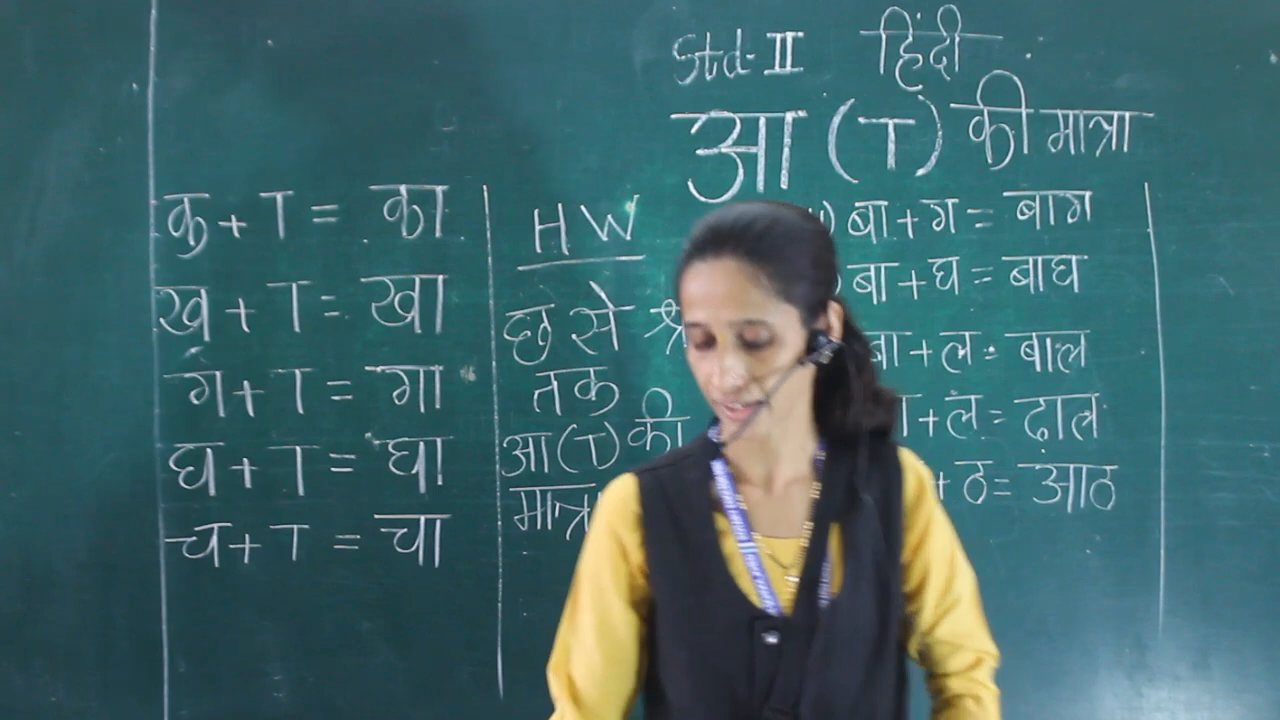 Std-II हिंदी
आ (ा) की मात्रा
क + ा = का
ख + ा = खा
ग + ा = गा
घ + ा = घा
च + ा = चा
HW
छ से
तक
आ (ा) की
बा + ग = बाग
बा + घ = बाघ
बा + ल = बाल
+ ल = ढ़ाल
+ ठ = आठ